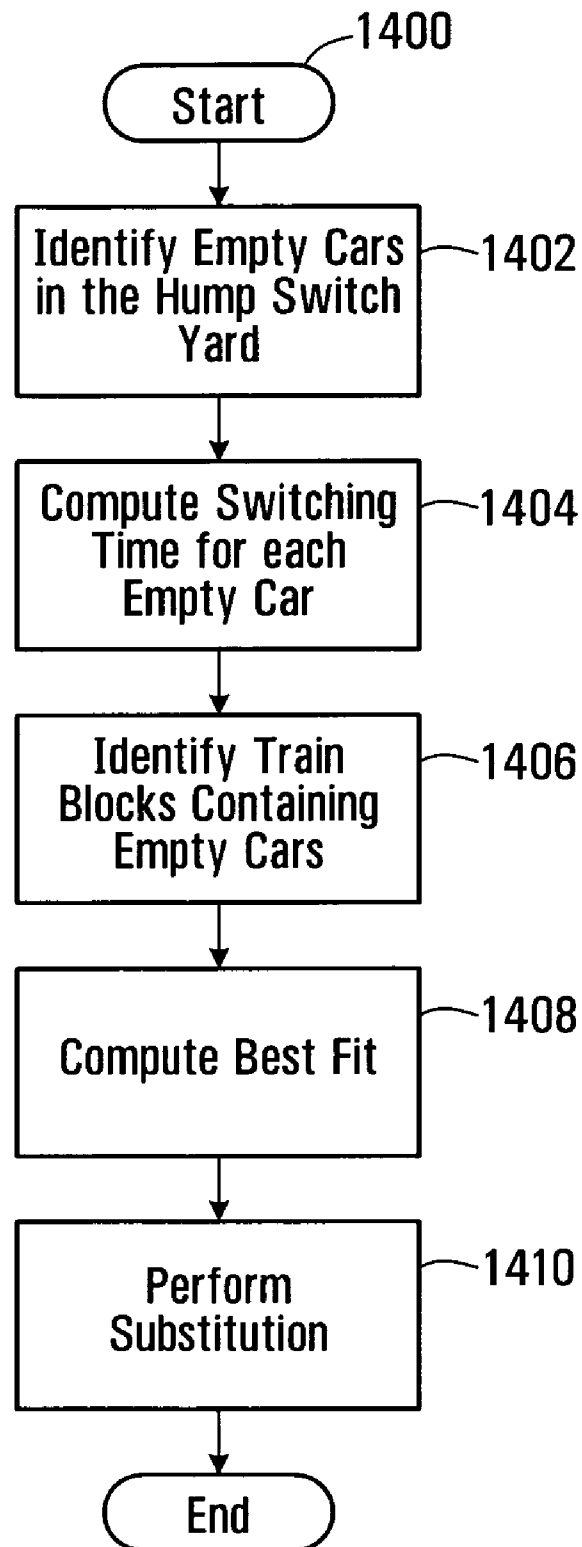 1400
Start
Identify Empty Cars
in the Hump Switch
Yard
1402
Compute Switching
Time for each
Empty Car
1404
Identify Train
Blocks Containing
Empty Cars
1406
Compute Best Fit
1408
Perform
Substitution
1410
End